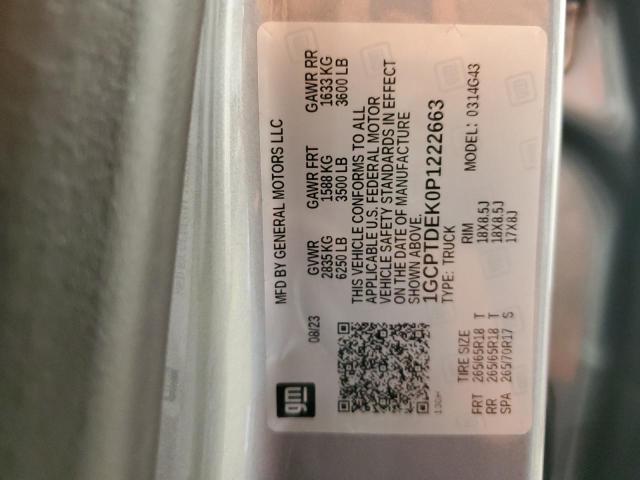 gm
08/23
MFD BY GENERAL MOTORS LLC
GVWR GAWR FRT GAWR RR
2835 KG 1588 KG 1633 KG
6250 LB 3500 LB 3600 LB
THIS VEHICLE CONFORMS TO ALL
APPLICABLE U.S. FEDERAL MOTOR
VEHICLE SAFETY STANDARDS IN EFFECT
ON THE DATE OF MANUFACTURE
SHOWN ABOVE.
1GCPTDEK0P1222663
TYPE: TRUCK MODEL: 0314G43
TIRE SIZE RIM
FRT 265/65R18 T 18X8.5J
RR 265/65R18 T 18X8.5J
SPA 265/70R17 S 17X8J